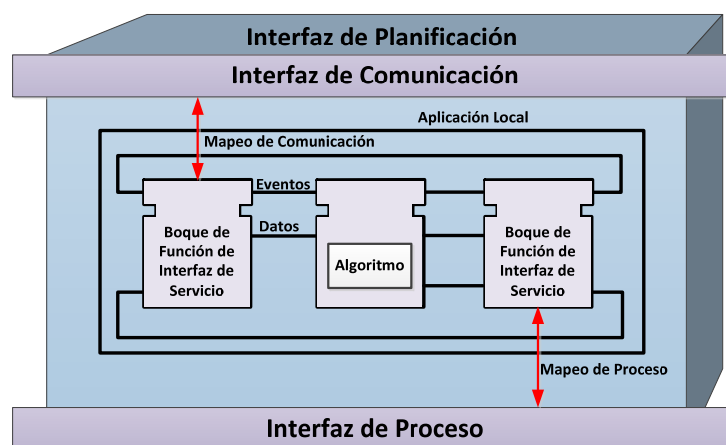 Interfaz de Planificación
Interfaz de Comunicación
Aplicación Local
Mapeo de Comunicación
Eventos
Datos
Boque de
Función de
Interfaz de
Servicio
Algoritmo
Boque de
Función de
Interfaz de
Servicio
Mapeo de Proceso
Interfaz de Proceso